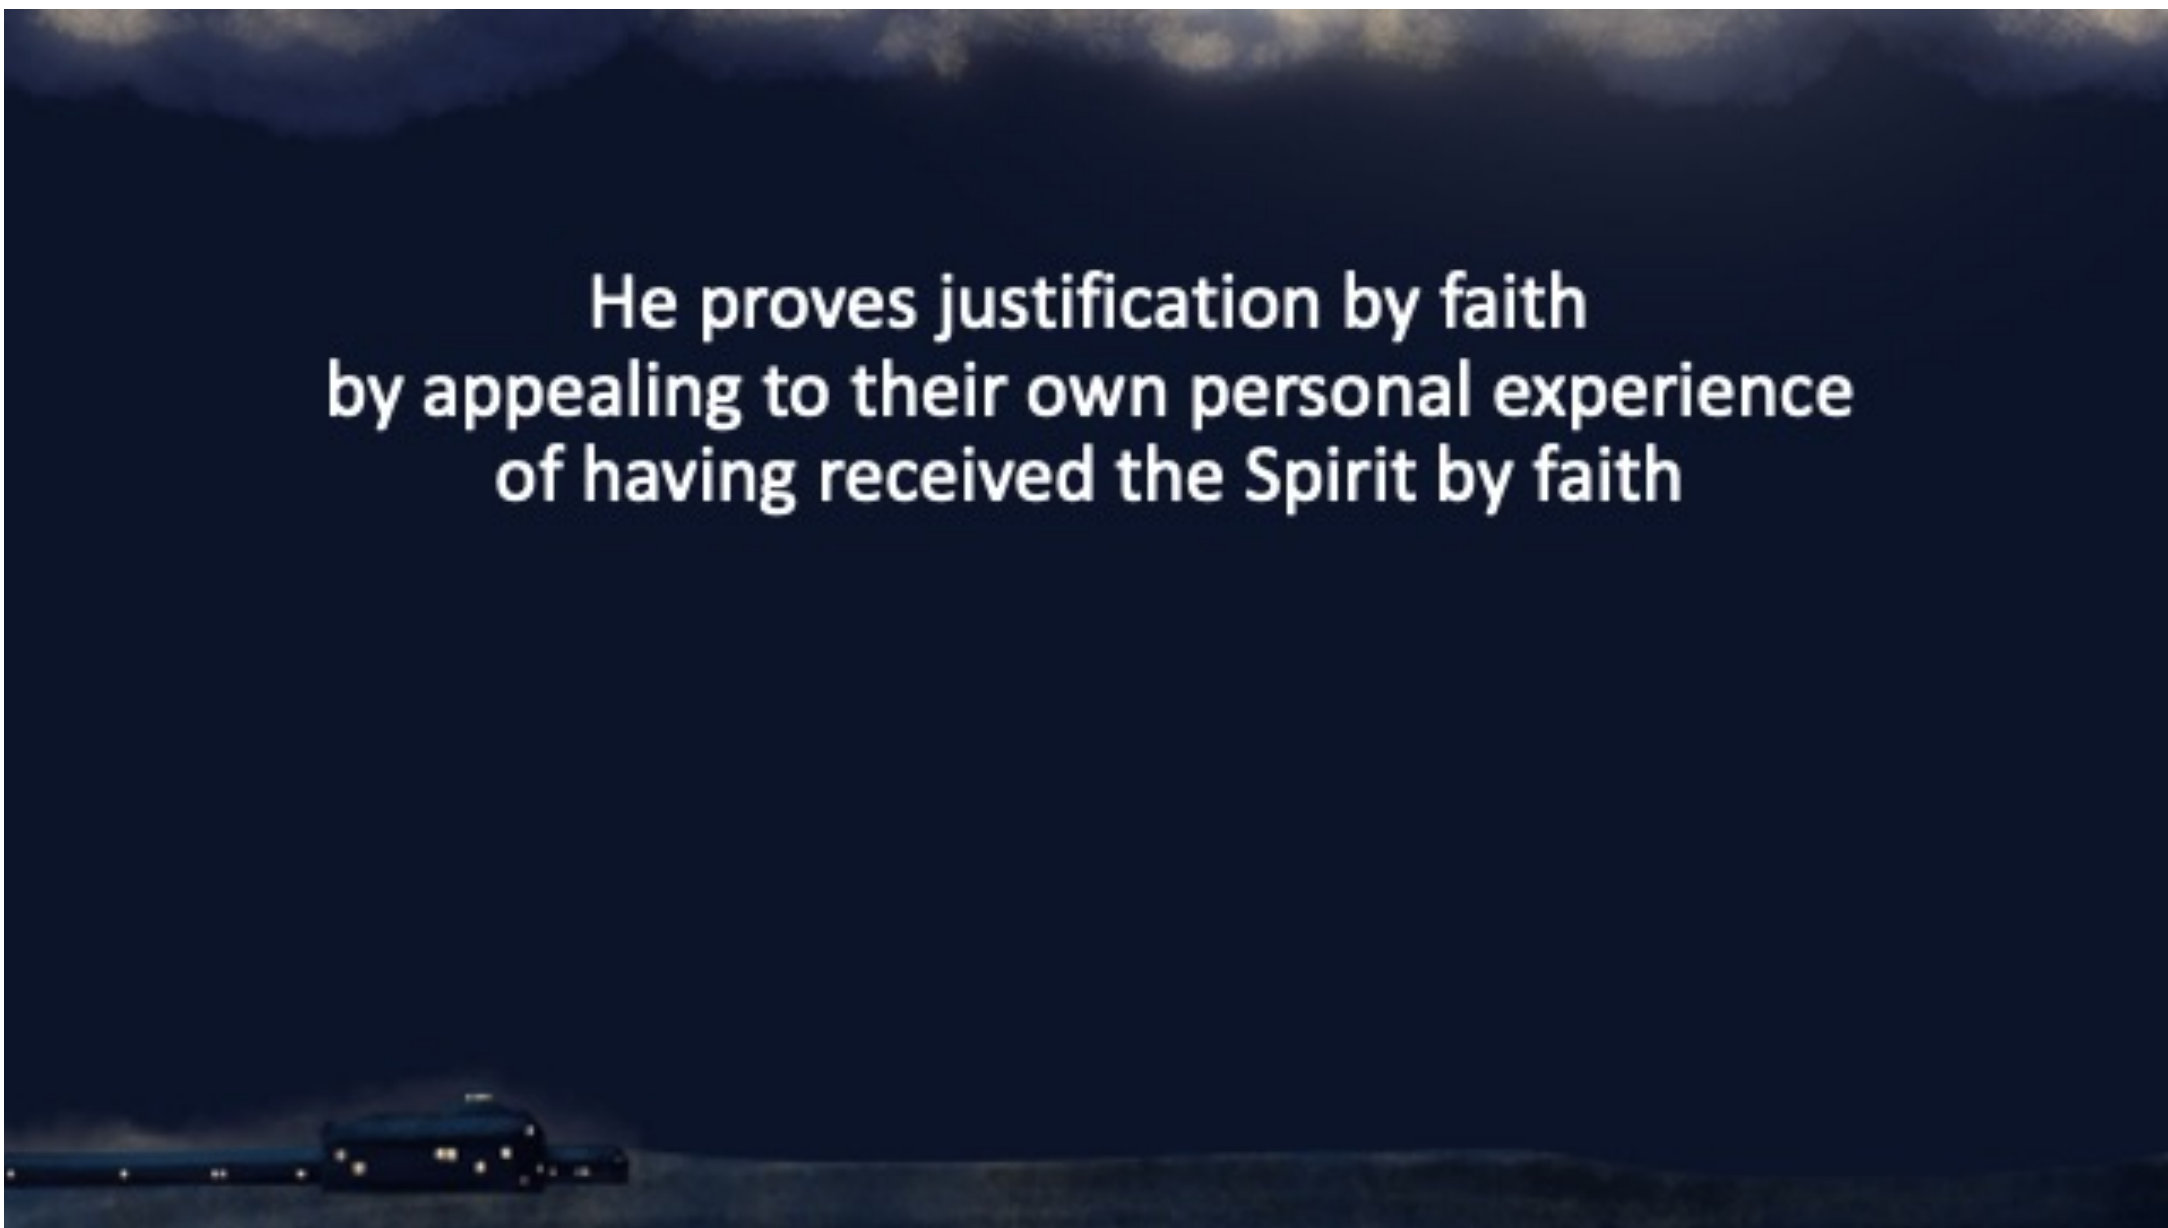 He proves justification by faith
by appealing to their own personal experience
of having received the Spirit by faith